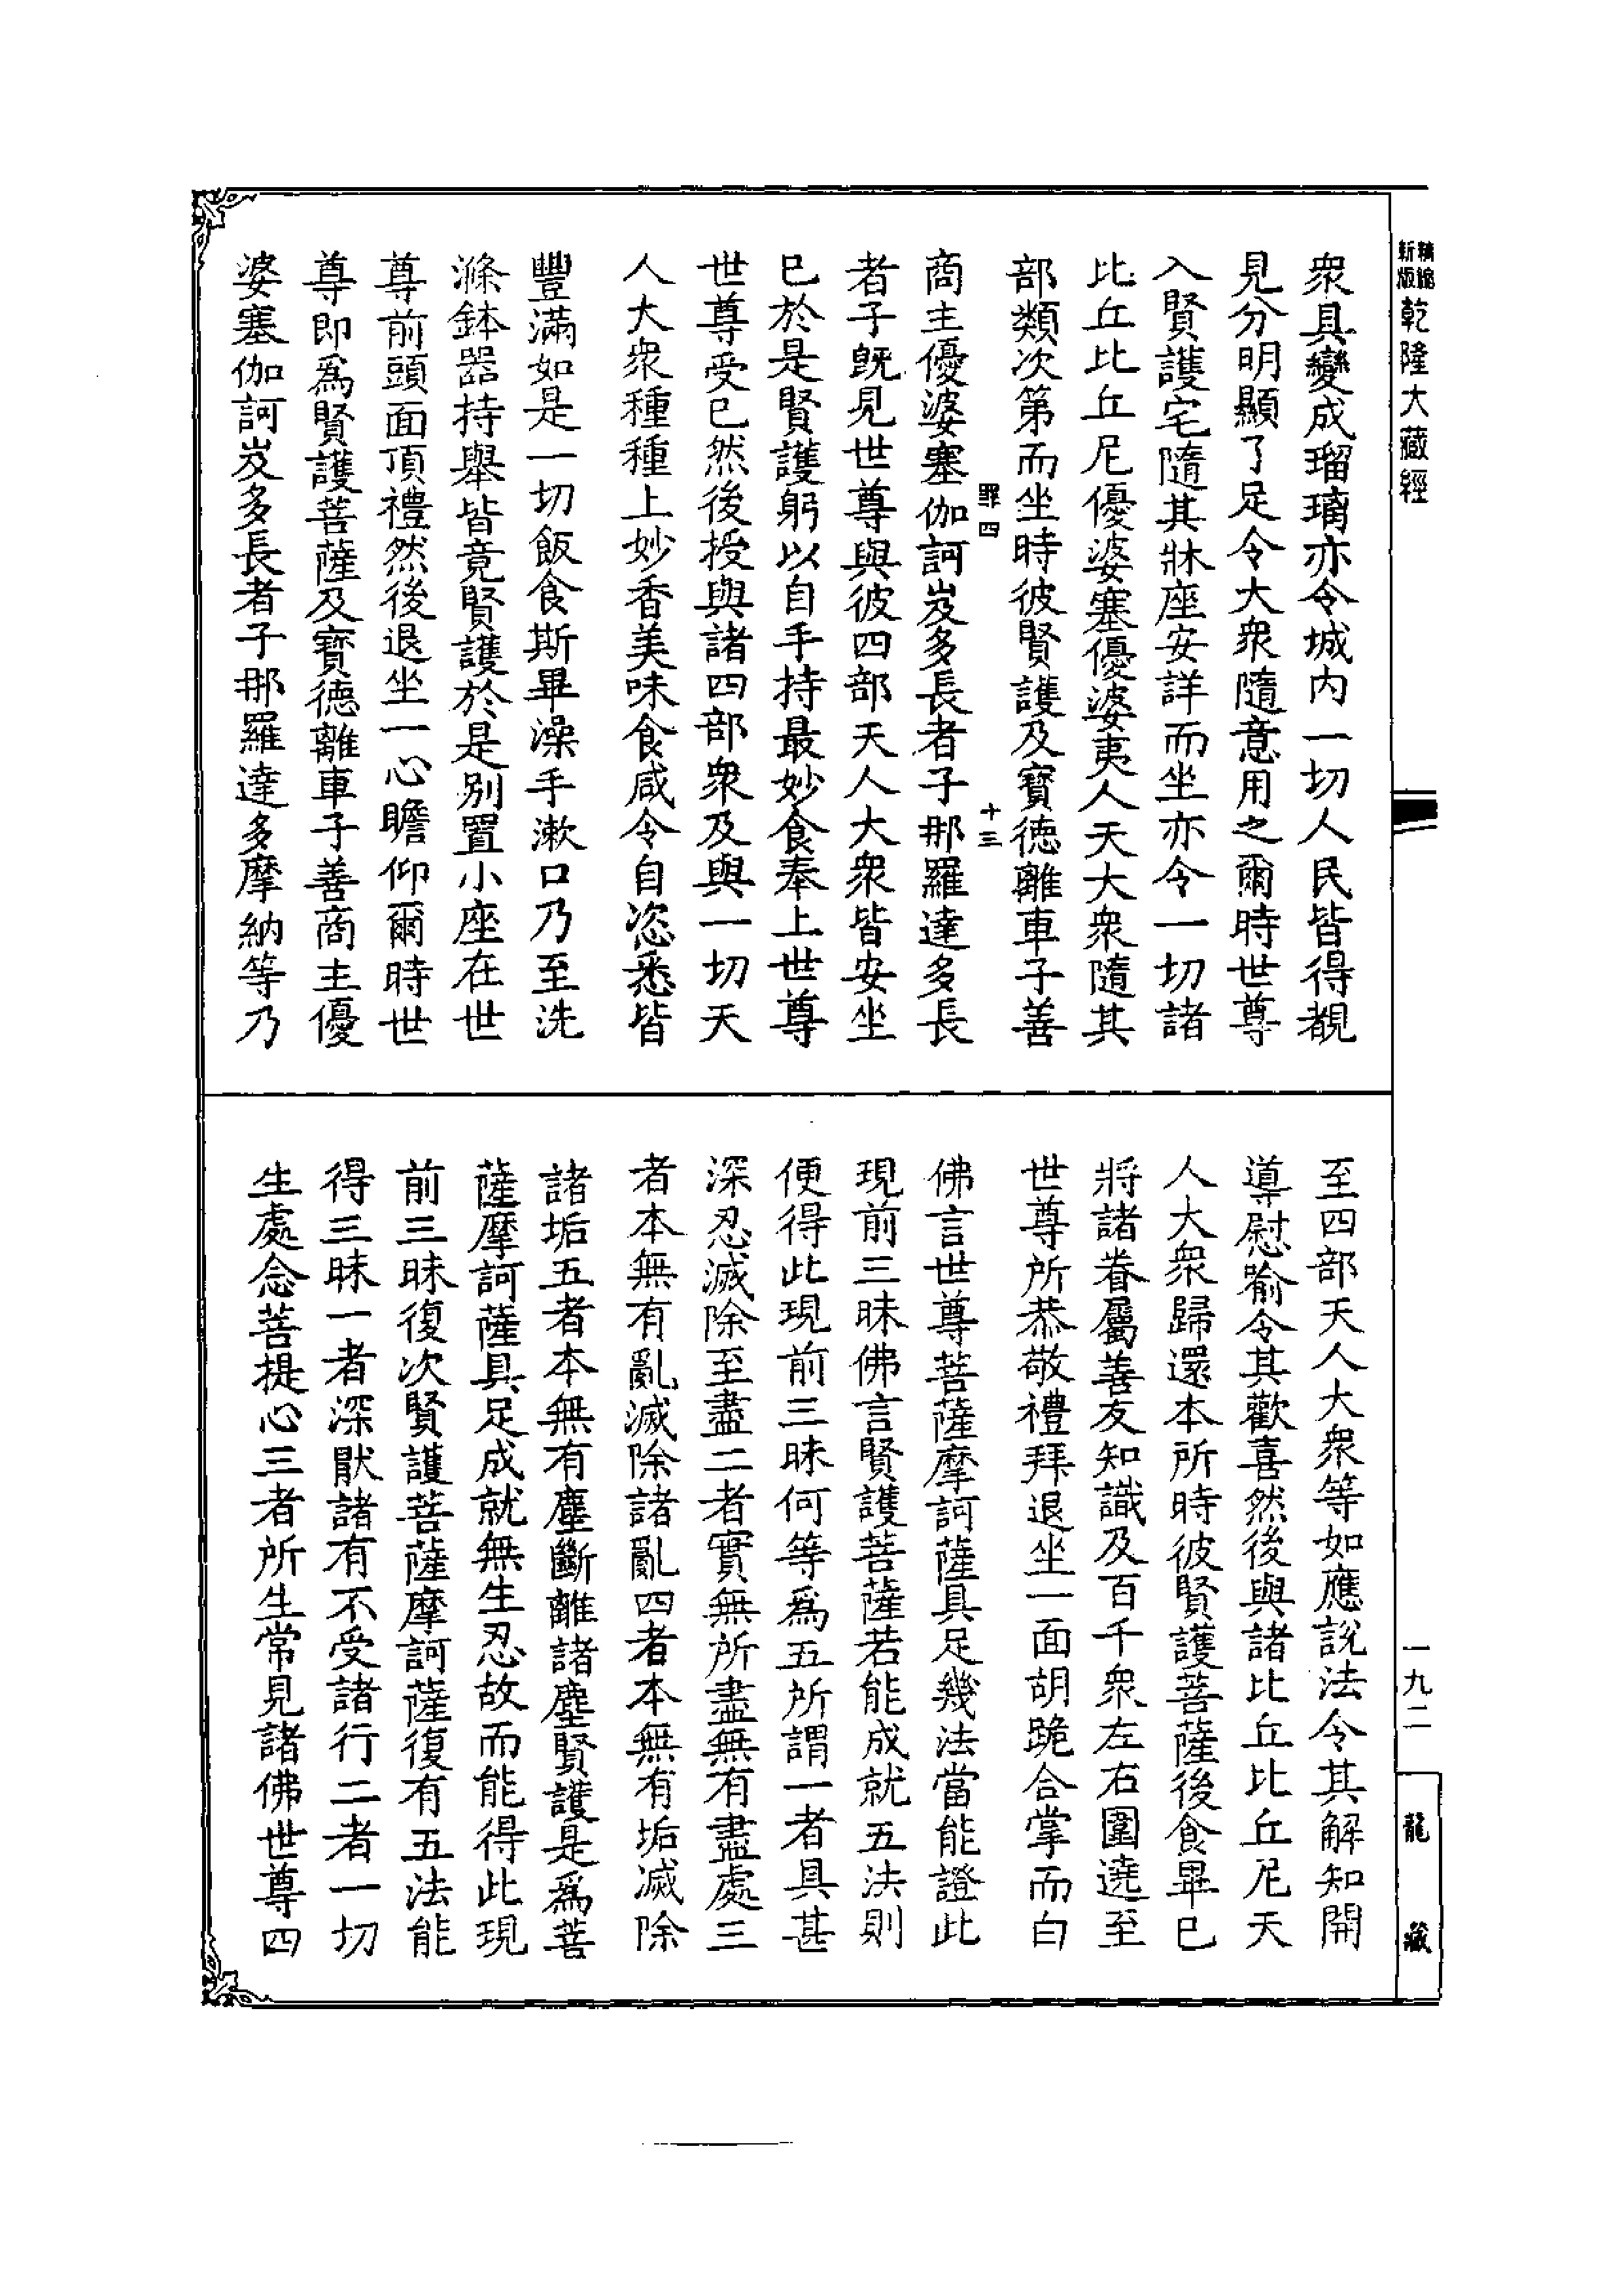 精縮新版乾隆大藏經
眾具變成瑠璃亦令城內一切人民皆得覩
見分明顯了足令大眾隨意用之爾時世尊
入賢護宅隨其牀座安詳而坐亦令一切諸
比丘比丘尼優婆塞優婆夷人天大眾隨其
部類次第而坐時彼賢護及寶德離車子善
罪四
十三
商主優婆塞伽訶岌多長者子那羅達多長
者子旣見世尊與彼四部天人大眾皆安坐
已於是賢護躬以自手持最妙食奉上世尊
世尊受已然後授與諸四部眾及與一切天
人大眾種種上妙香美味食咸令自恣悉皆
豐滿如是一切飯食斯畢澡手漱口乃至洗
滌鉢器持舉皆竟賢護於是別置小座在世
尊前頭面頂禮然後退坐一心瞻仰爾時世
尊即為賢護菩薩及寶德離車子善商主優
婆塞伽訶岌多長者子那羅達多摩納等乃
至四部天人大眾等如應說法令其解知開
導慰喻令其歡喜然後與諸比丘比丘尼天
人大眾歸還本所時彼賢護菩薩後食畢已
將諸眷屬善友知識及百千眾左右圍遶至
世尊所恭敬禮拜退坐一面胡跪合掌而白
佛言世尊菩薩摩訶薩具足幾法當能證此
現前三昧佛言賢護菩薩若能成就五法則
便得此現前三昧何等為五所謂一者具甚
深忍滅除至盡二者實無所盡無有盡處三
者本無有亂滅除諸亂四者本無有垢滅除
諸垢五者本無有塵斷離諸塵賢護是為菩
薩摩訶薩具足成就無生忍故而能得此現
前三昧復次賢護菩薩摩訶薩復有五法能
得三昧一者深厭諸有不受諸行二者一切
生處念菩提心三者所生常見諸佛世尊四
一九二
龍藏